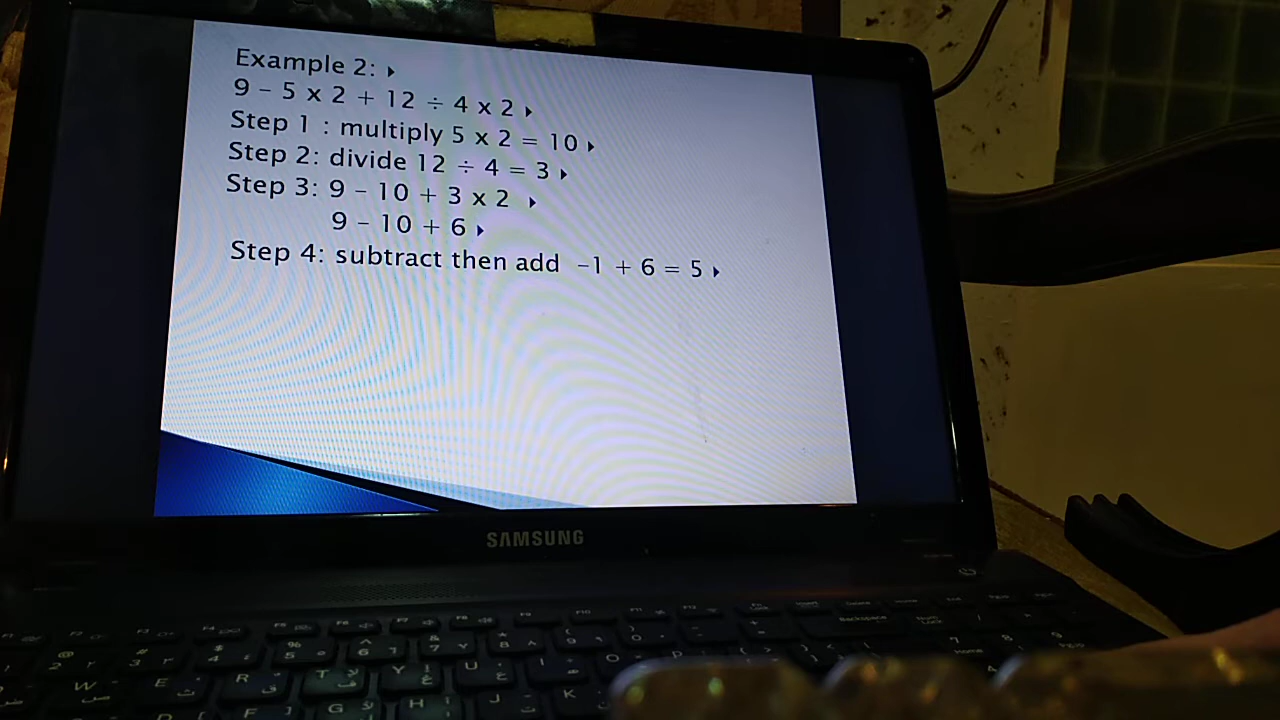 Example 2:
9 – 5 x 2 + 12 ÷ 4 x 2
Step 1 : multiply 5 x 2 = 10
Step 2: divide 12 ÷ 4 = 3
Step 3: 9 – 10 + 3 x 2
9 – 10 + 6
Step 4: subtract then add –1 + 6 = 5
SAMSUNG